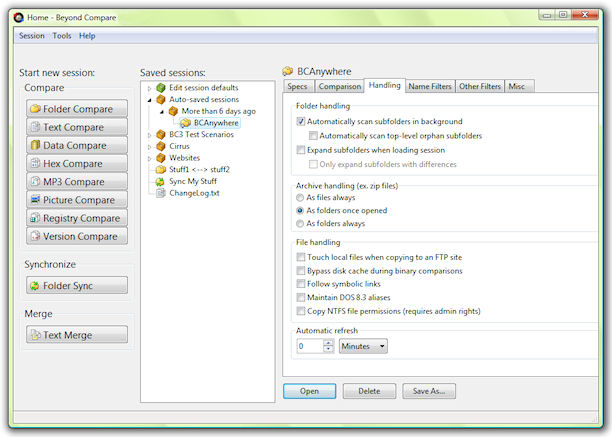 Home - Beyond Compare
Session Tools Help
Start new session:
Compare
Folder Compare
Text Compare
Data Compare
Hex Compare
MP3 Compare
Picture Compare
Registry Compare
Version Compare
Synchronize
Folder Sync
Merge
Text Merge
Saved sessions:
Edit session defaults
Auto-saved sessions
More than 6 days ago
BCAnywhere
BC3 Test Scenarios
Cirrus
Websites
Stuff1 <--> stuff2
Sync My Stuff
ChangeLog.txt
BCAnywhere
Specs Comparison Handling Name Filters Other Filters Misc
Folder handling
Automatically scan subfolders in background
Automatically scan top-level orphan subfolders
Expand subfolders when loading session
Only expand subfolders with differences
Archive handling (ex. zip files)
As files always
As folders once opened
As folders always
File handling
Touch local files when copying to an FTP site
Bypass disk cache during binary comparisons
Follow symbolic links
Maintain DOS 8.3 aliases
Copy NTFS file permissions (requires admin rights)
Automatic refresh
0 Minutes
Open Delete Save As...